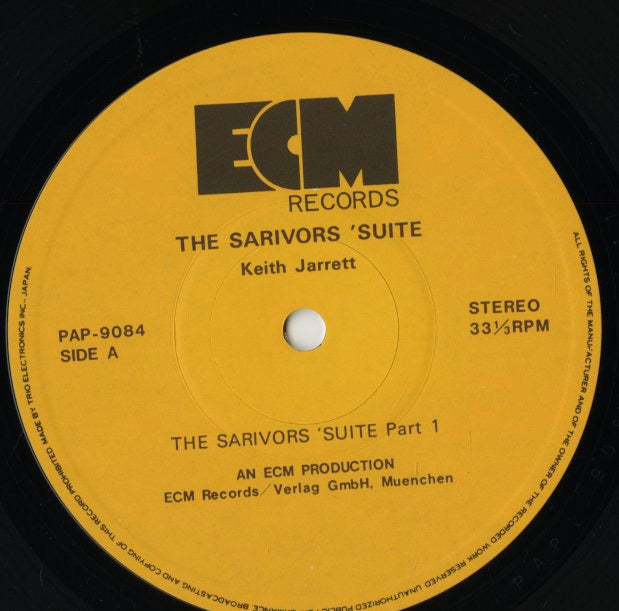 ECM
RECORDS
THE SARIVORS 'SUITE
Keith Jarrett
PAP-9084
SIDE A
STEREO
33⅓RPM
THE SARIVORS 'SUITE Part 1
AN ECM PRODUCTION
ECM Records/Verlag GmbH, Muenchen
ALL RIGHTS OF THE MANUFACTURER AND OF THE OWNER OF THE RECORDED WORK RESERVED UNAUTHORIZED PUBLIC
BROADCASTING AND COPYING OF THIS RECORD PROHIBITED MADE BY TRIO ELECTRONICS INC., JAPAN.